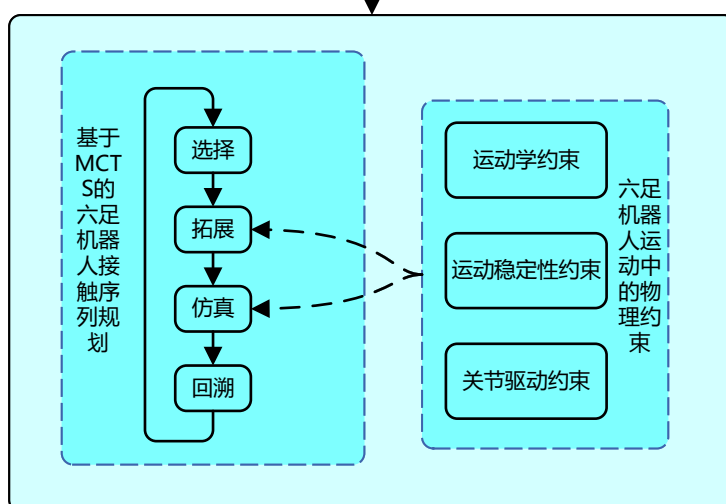 基于
MCT
S的
六足
机器
人接
触序
列规
划
选择
拓展
仿真
回溯
运动学约束
运动稳定性约束
关节驱动约束
六足
机器
人运
动中
的物
理约
束